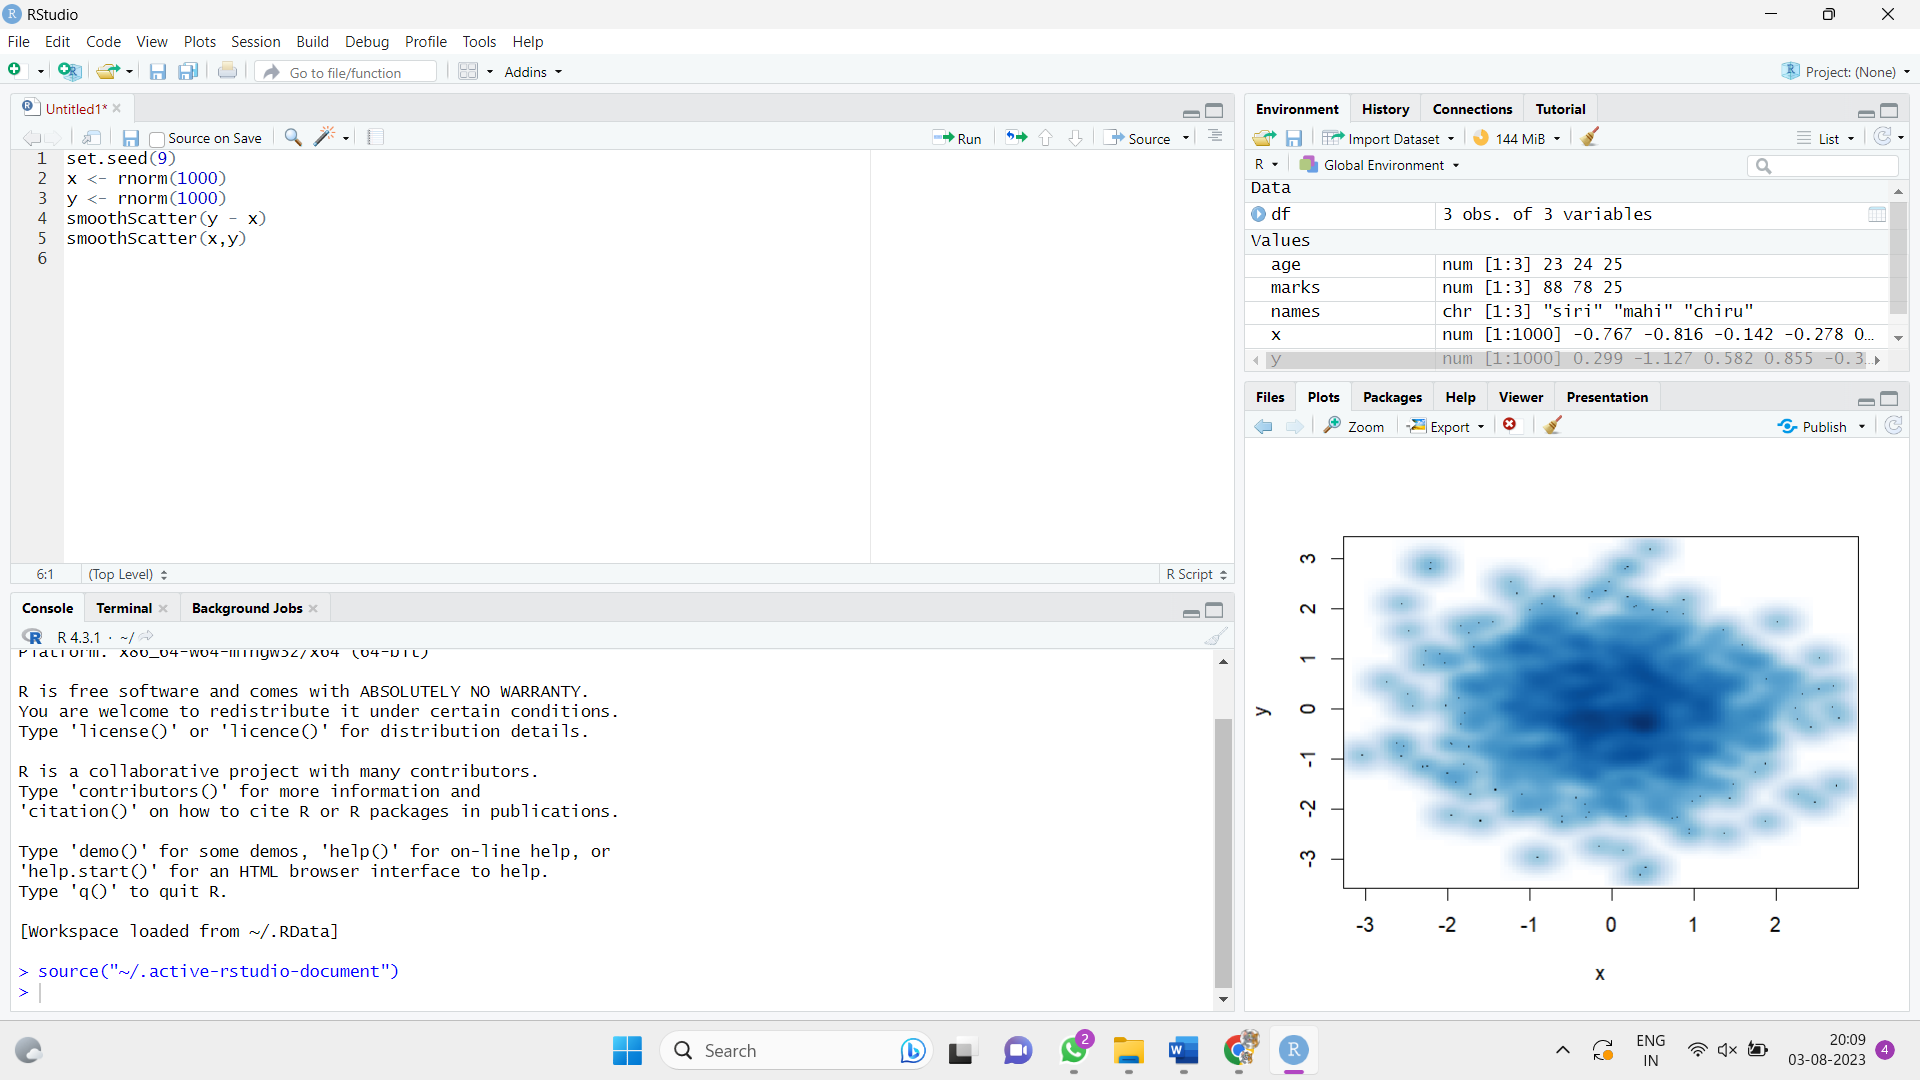 RStudio
File Edit Code View Plots Session Build Debug Profile Tools Help
Go to file/function Addins Project: (None)
Untitled1*
Source on Save Run Source
1 set.seed(9)
2 x <- rnorm(1000)
3 y <- rnorm(1000)
4 smoothScatter(y - x)
5 smoothScatter(x,y)
6
6:1 (Top Level) R Script
Console Terminal Background Jobs
R 4.3.1 · ~/
Platform: x86_64-w64-mingw32/x64 (64-bit)
R is free software and comes with ABSOLUTELY NO WARRANTY.
You are welcome to redistribute it under certain conditions.
Type 'license()' or 'licence()' for distribution details.
R is a collaborative project with many contributors.
Type 'contributors()' for more information and
'citation()' on how to cite R or R packages in publications.
Type 'demo()' for some demos, 'help()' for on-line help, or
'help.start()' for an HTML browser interface to help.
Type 'q()' to quit R.
[Workspace loaded from ~/.RData]
> source("~/.active-rstudio-document")
>
Environment History Connections Tutorial
Import Dataset 144 MiB List
R Global Environment
Data
df 3 obs. of 3 variables
Values
age num [1:3] 23 24 25
marks num [1:3] 88 78 25
names chr [1:3] "siri" "mahi" "chiru"
x num [1:1000] -0.767 -0.816 -0.142 -0.278 0...
y num [1:1000] 0.299 -1.127 0.582 0.855 -0.3...
Files Plots Packages Help Viewer Presentation
Zoom Export Publish
3
2
1
0
-1
-2
-3
y
-3 -2 -1 0 1 2
x
Search
2
W
R
ENG
IN
20:09
03-08-2023
4